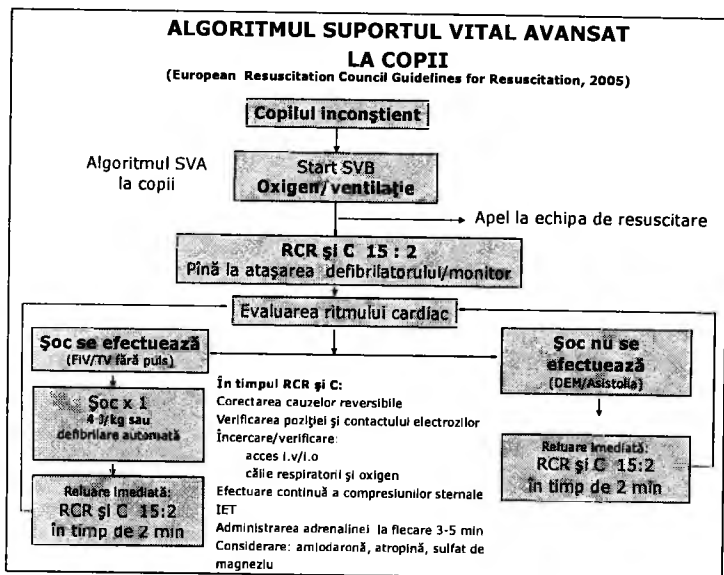 ALGORITMUL SUPORTUL VITAL AVANSAT
LA COPII
(European Resuscitation Council Guidelines for Resuscitation, 2005)
Copilul inconştient
Algoritmul SVA
la copii
Start SVB
Oxigen/ventilaţie
Apel la echipa de resuscitare
RCR şi C 15 : 2
Pînă la ataşarea defibrilatorului/monitor
Evaluarea ritmului cardiac
Şoc se efectuează
(FiV/TV fără puls)
Şoc x 1
4 J/kg sau
defibrilare automată
Reluare imediată:
RCR şi C 15:2
în timp de 2 min
În timpul RCR şi C:
Corectarea cauzelor reversibile
Verificarea poziţiei şi contactului electrozilor
Încercare/verificare:
acces i.v/i.o
căile respiratorii şi oxigen
Efectuare continuă a compresiunilor sternale
IET
Administrarea adrenalinei la fiecare 3-5 min
Considerare: amiodaronă, atropină, sulfat de
magneziu
Şoc nu se
efectuează
(DEM/Asistolia)
Reluare imediată:
RCR şi C 15:2
în timp de 2 min